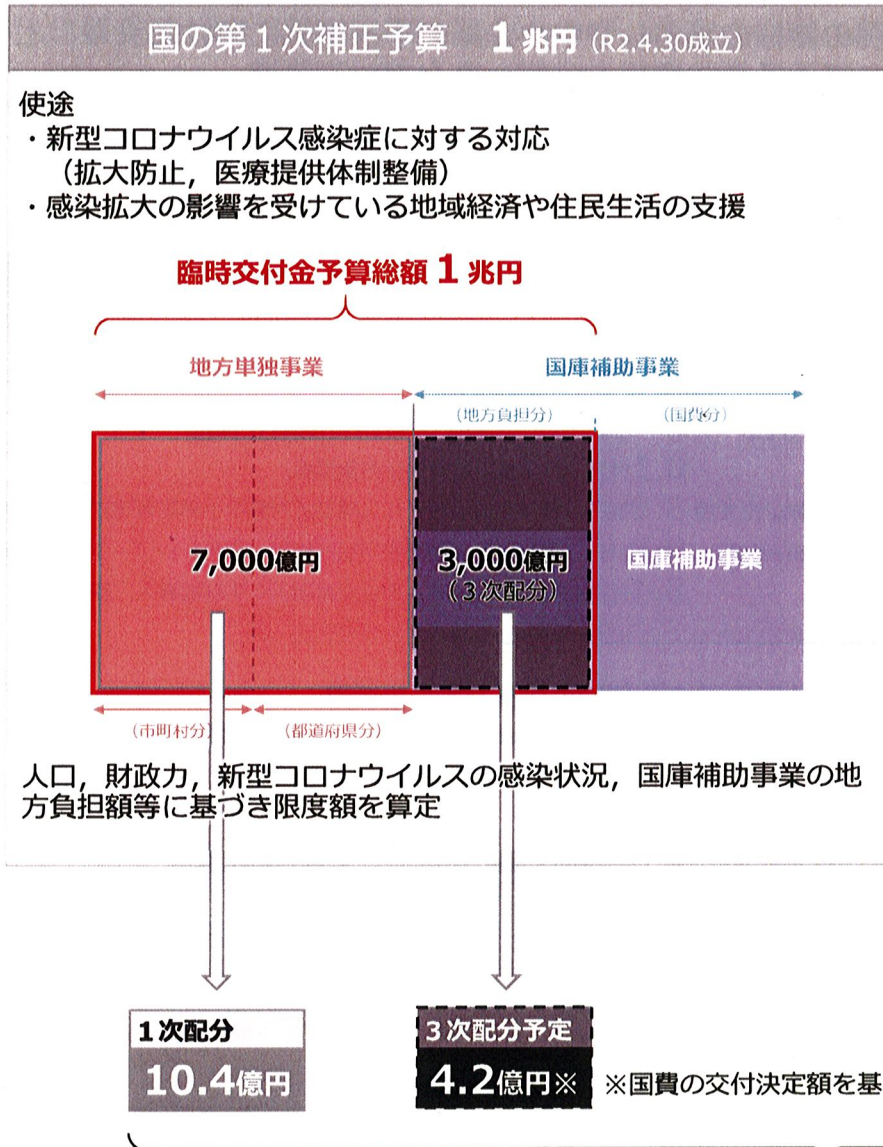 国の第１次補正予算　１兆円（R2.4.30成立）
使途
・新型コロナウイルス感染症に対する対応
（拡大防止，医療提供体制整備）
・感染拡大の影響を受けている地域経済や住民生活の支援
臨時交付金予算総額１兆円
地方単独事業　国庫補助事業
（地方負担分）　（国費分）
7,000億円　3,000億円　国庫補助事業
（３次配分）
（市町村分）　（都道府県分）
人口，財政力，新型コロナウイルスの感染状況，国庫補助事業の地
方負担額等に基づき限度額を算定
１次配分　３次配分予定
10.4億円　4.2億円※　※国費の交付決定額を基